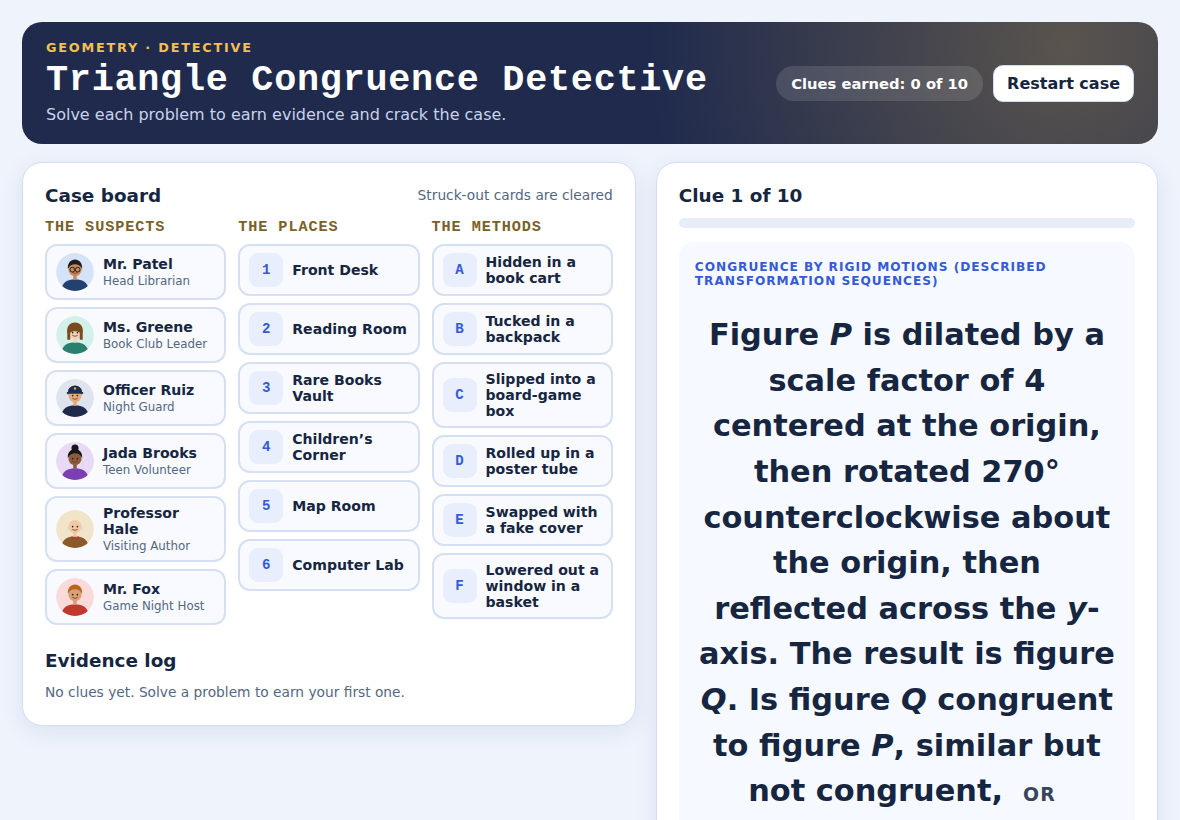 GEOMETRY · DETECTIVE
Triangle Congruence Detective
Solve each problem to earn evidence and crack the case.
Clues earned: 0 of 10
Restart case
Case board
Struck-out cards are cleared
THE SUSPECTS
Mr. Patel
Head Librarian
Ms. Greene
Book Club Leader
Officer Ruiz
Night Guard
Jada Brooks
Teen Volunteer
Professor
Hale
Visiting Author
Mr. Fox
Game Night Host
THE PLACES
1 Front Desk
2 Reading Room
3 Rare Books
Vault
4 Children’s
Corner
5 Map Room
6 Computer Lab
THE METHODS
A Hidden in a
book cart
B Tucked in a
backpack
C Slipped into a
board-game
box
D Rolled up in a
poster tube
E Swapped with
a fake cover
F Lowered out a
window in a
basket
Evidence log
No clues yet. Solve a problem to earn your first one.
Clue 1 of 10
CONGRUENCE BY RIGID MOTIONS (DESCRIBED
TRANSFORMATION SEQUENCES)
Figure P is dilated by a
scale factor of 4
centered at the origin,
then rotated 270°
counterclockwise about
the origin, then
reflected across the y-
axis. The result is figure
Q. Is figure Q congruent
to figure P, similar but
not congruent, OR